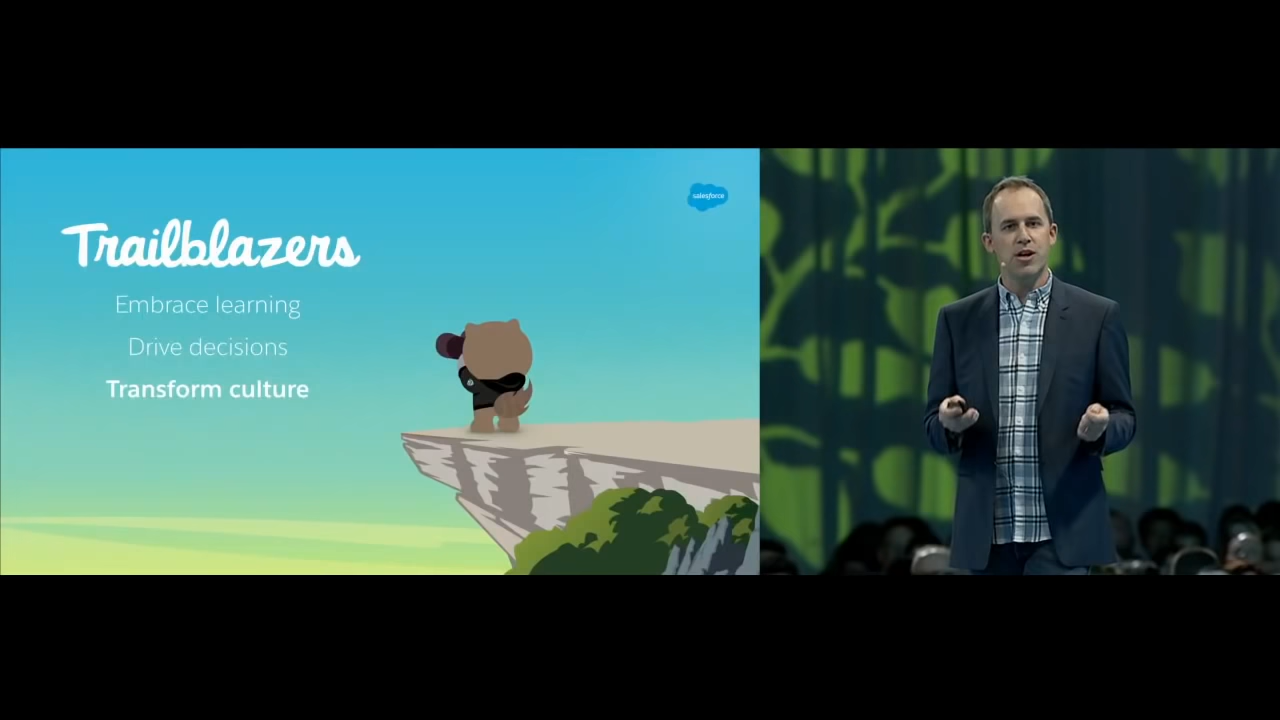 salesforce
Trailblazers
Embrace learning
Drive decisions
Transform culture